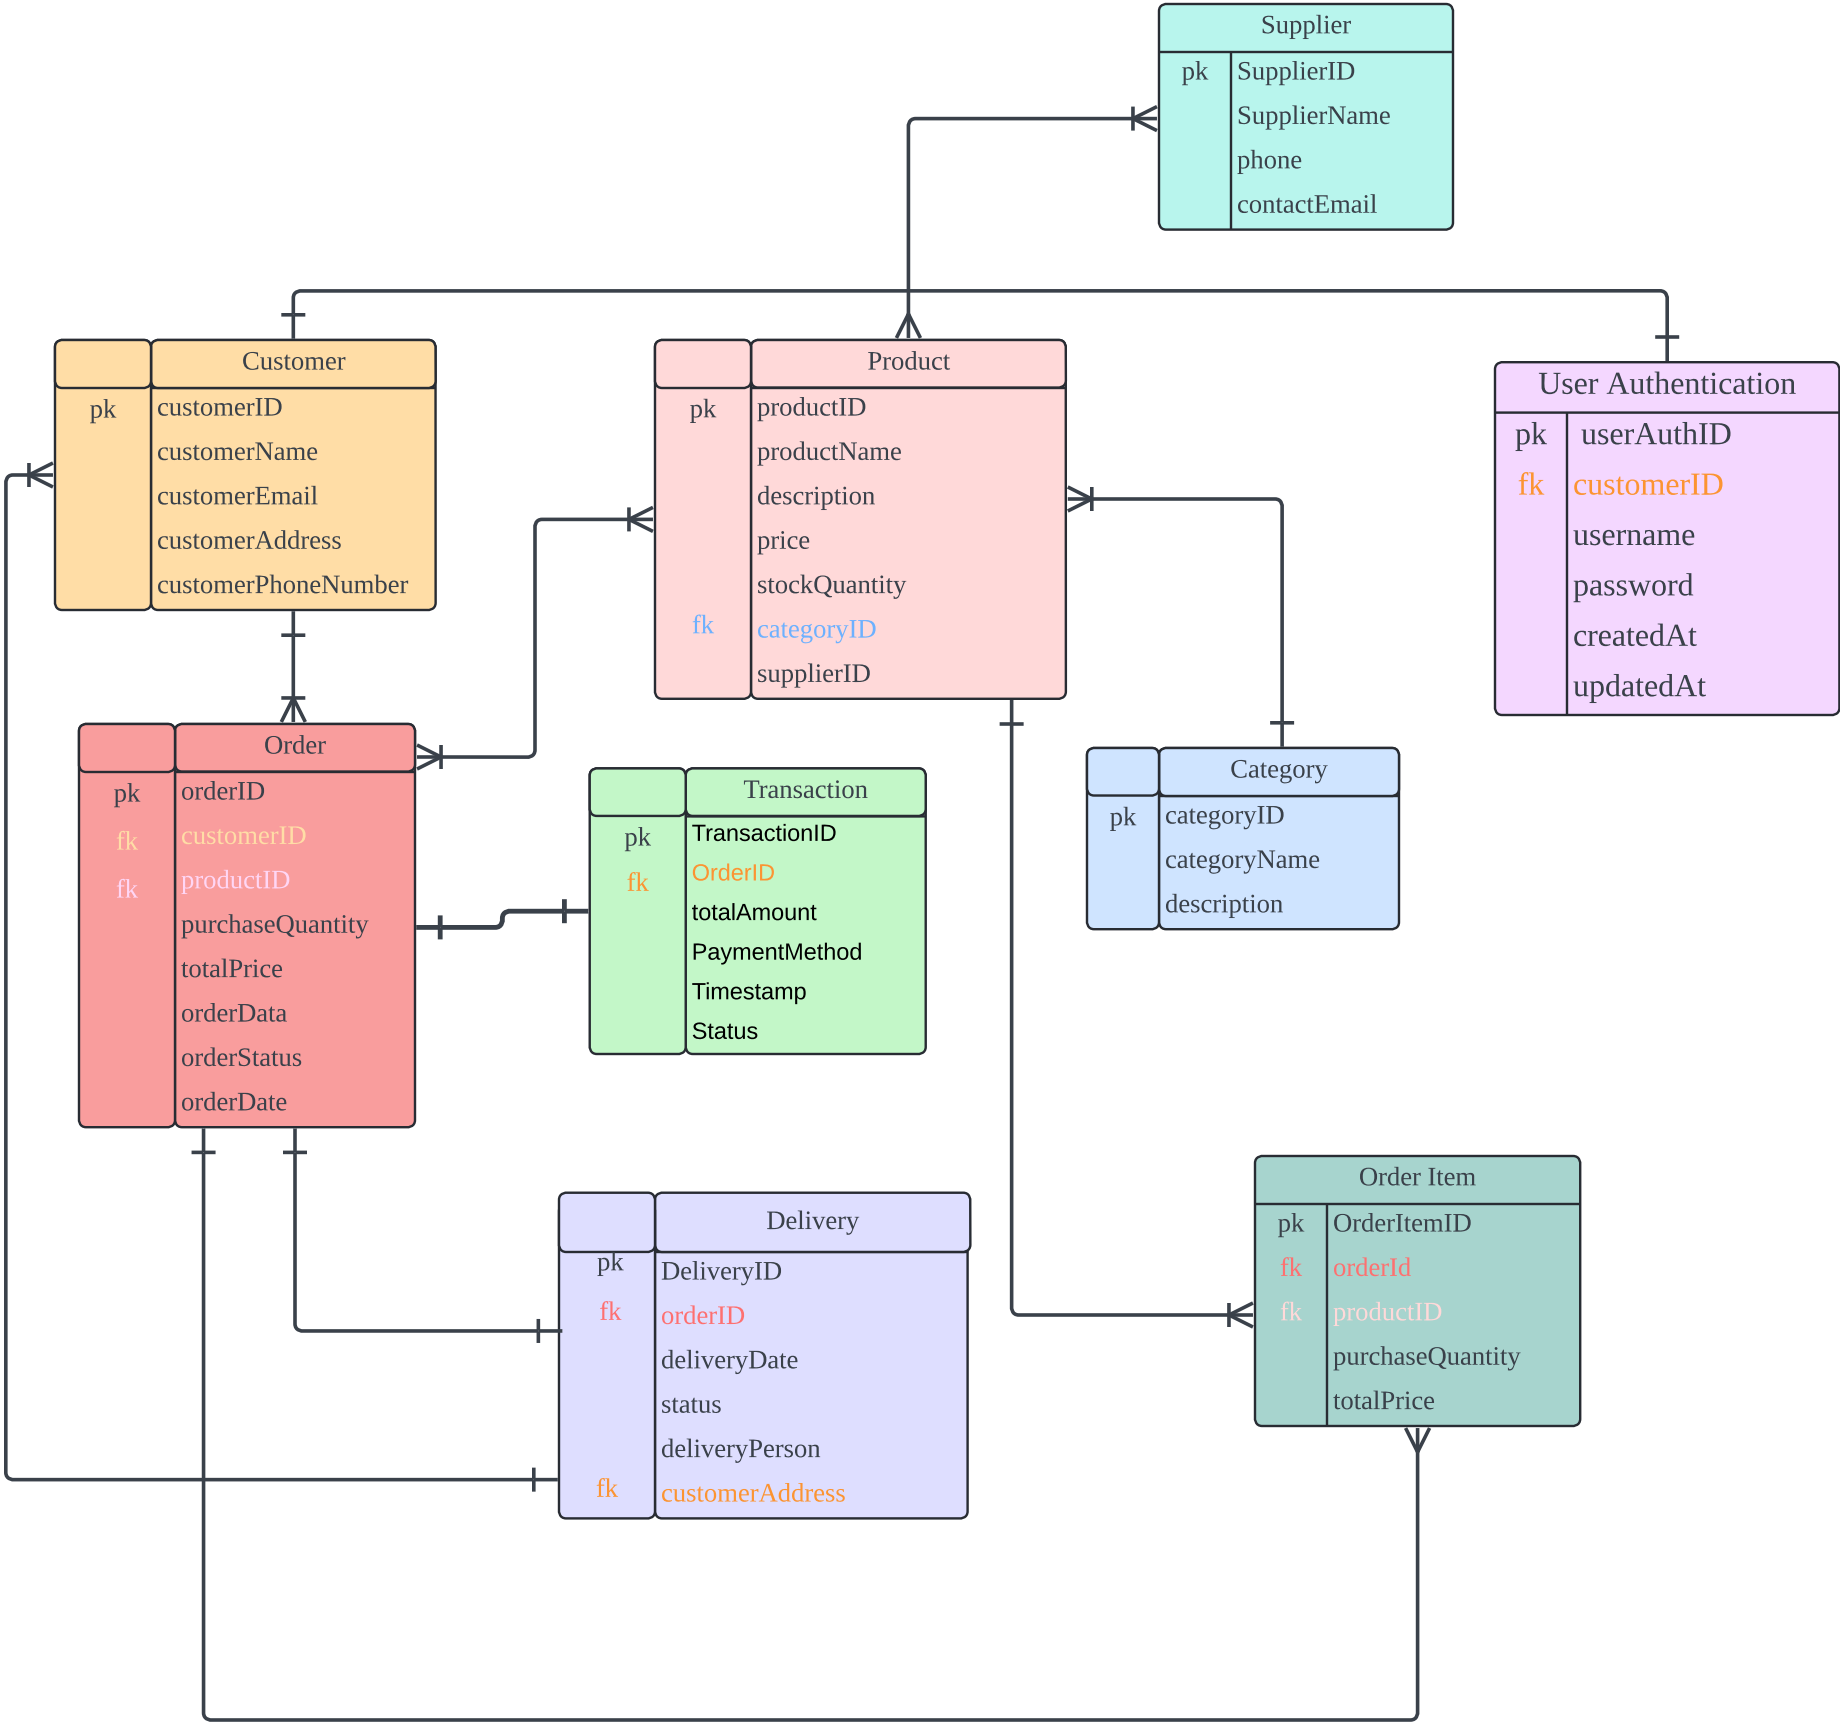 Supplier
pk SupplierID
SupplierName
phone
contactEmail
Customer
pk customerID
customerName
customerEmail
customerAddress
customerPhoneNumber
Product
pk productID
productName
description
price
stockQuantity
fk categoryID
supplierID
User Authentication
pk userAuthID
fk customerID
username
password
createdAt
updatedAt
Order
pk orderID
fk customerID
fk productID
purchaseQuantity
totalPrice
orderData
orderStatus
orderDate
Transaction
pk TransactionID
fk OrderID
totalAmount
PaymentMethod
Timestamp
Status
Category
pk categoryID
categoryName
description
Delivery
pk DeliveryID
fk orderID
deliveryDate
status
deliveryPerson
fk customerAddress
Order Item
pk OrderItemID
fk orderId
fk productID
purchaseQuantity
totalPrice